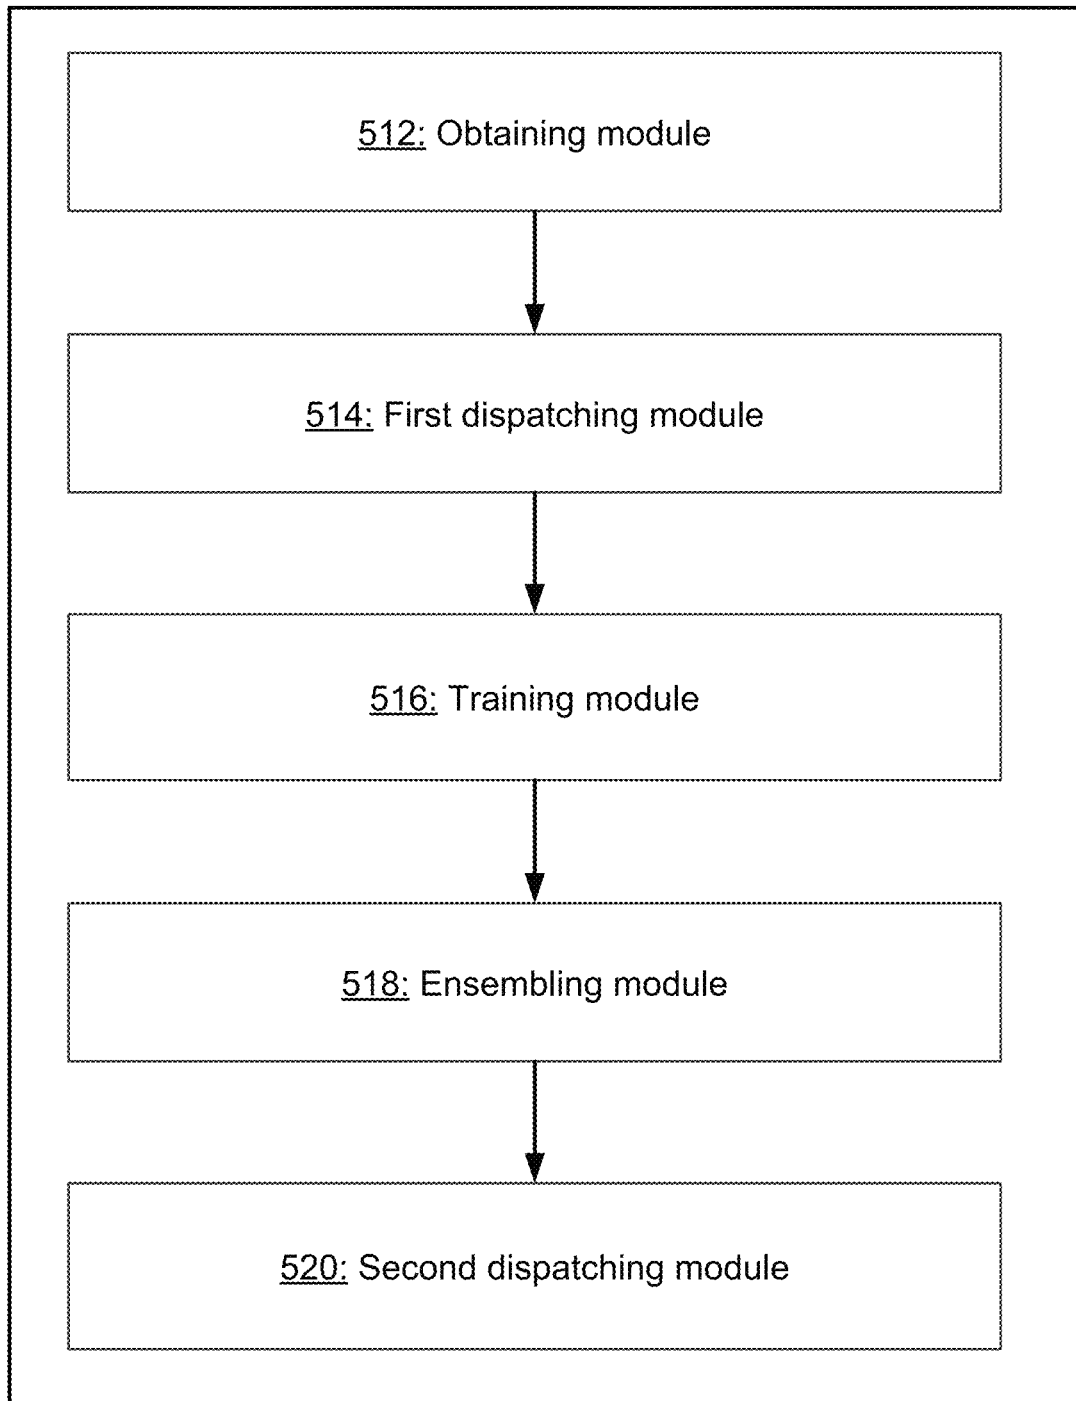 512: Obtaining module
514: First dispatching module
516: Training module
518: Ensembling module
520: Second dispatching module